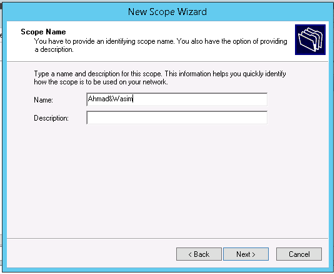 New Scope Wizard
Scope Name
You have to provide an identifying scope name. You also have the option of providing
a description.
Type a name and description for this scope. This information helps you quickly identify
how the scope is to be used on your network.
Name:
Ahmad&Wasim
Description:
< Back
Next >
Cancel